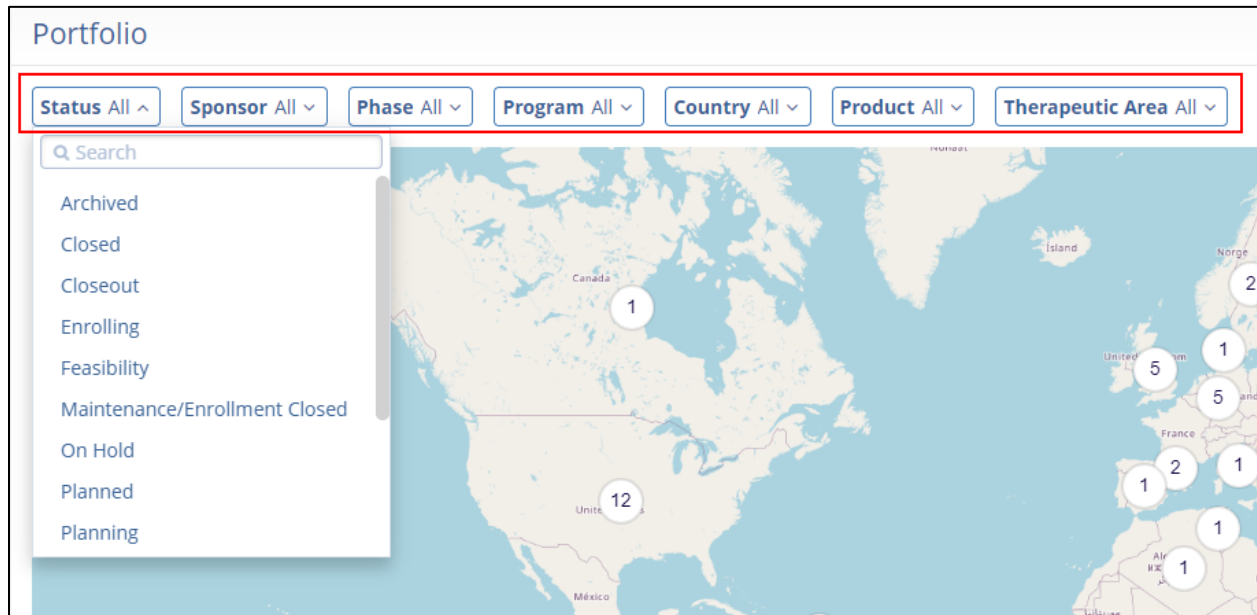 Portfolio
Status All
Sponsor All
Phase All
Program All
Country All
Product All
Therapeutic Area All
Search
Archived
Closed
Closeout
Enrolling
Feasibility
Maintenance/Enrollment Closed
On Hold
Planned
Planning
Ísland
Norge
Canada
1
2
1
5
5
France
2
1
1
12
1
1
México